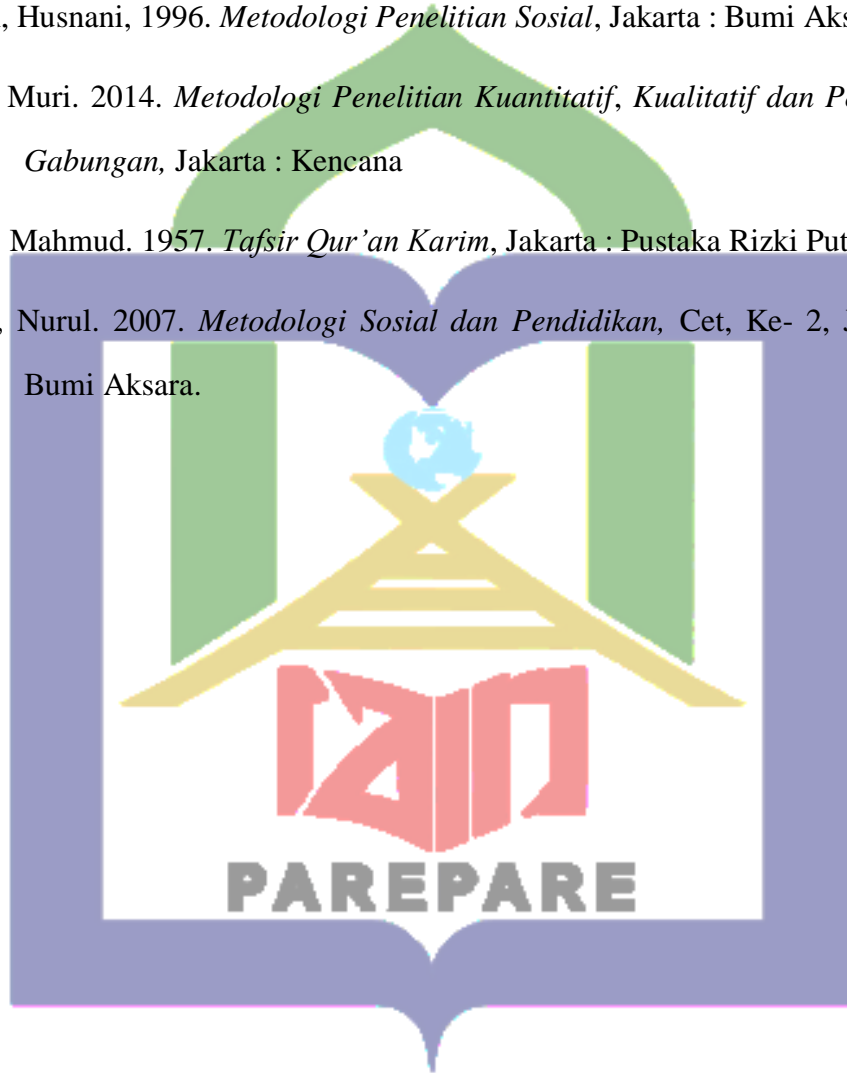 , Husnani, 1996. Metodologi Penelitian Sosial, Jakarta : Bumi Aks
Muri. 2014. Metodologi Penelitian Kuantitatif, Kualitatif dan Pe
Gabungan, Jakarta : Kencana
Mahmud. 1957. Tafsir Qur’an Karim, Jakarta : Pustaka Rizki Put
, Nurul. 2007. Metodologi Sosial dan Pendidikan, Cet, Ke- 2, J
Bumi Aksara.
iain
PAREPARE